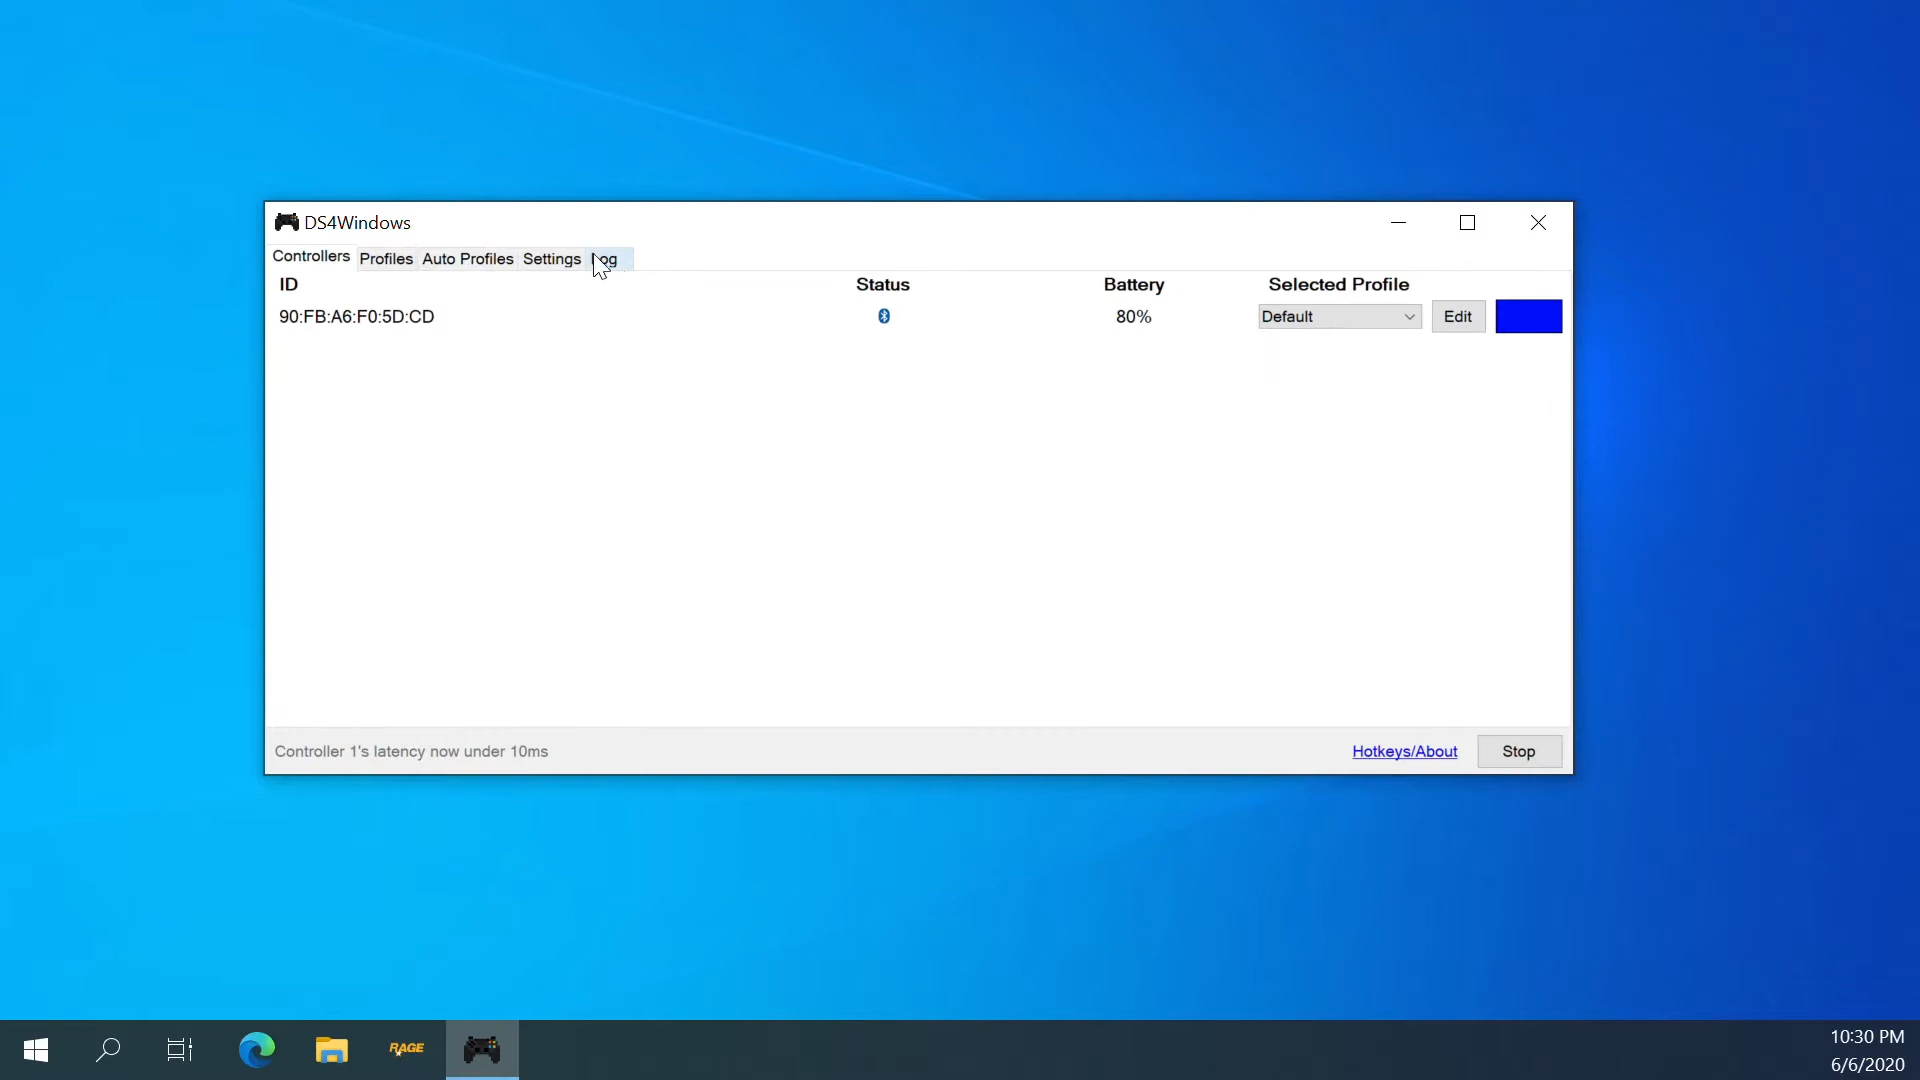 DS4Windows
Controllers Profiles Auto Profiles Settings Log
ID Status Battery Selected Profile
90:FB:A6:F0:5D:CD 80% Default Edit
Controller 1's latency now under 10ms Hotkeys/About Stop
RAGE
10:30 PM
6/6/2020